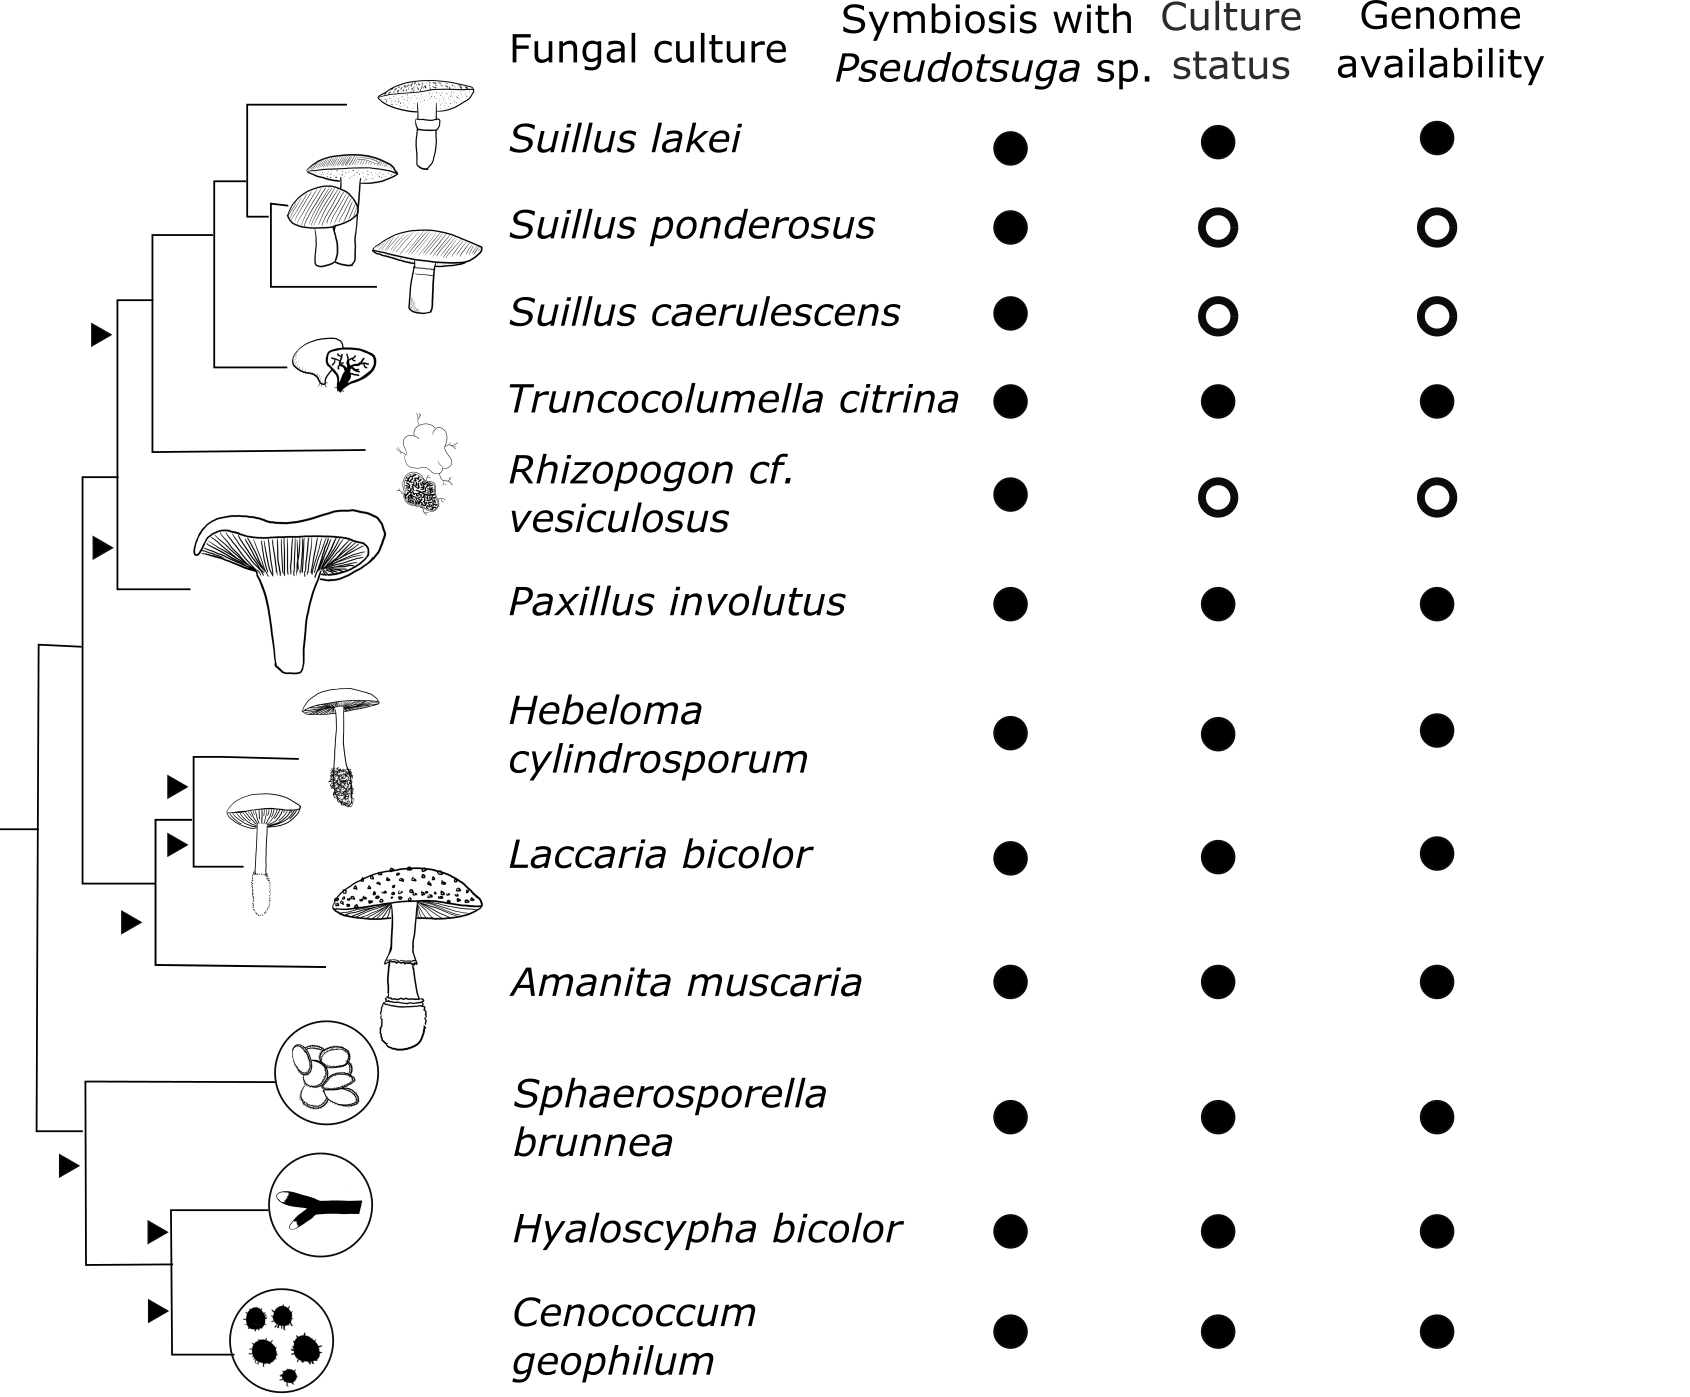 Fungal culture
Symbiosis with
Pseudotsuga sp.
Culture
status
Genome
availability
Suillus lakei
Suillus ponderosus
Suillus caerulescens
Truncocolumella citrina
Rhizopogon cf.
vesiculosus
Paxillus involutus
Hebeloma
cylindrosporum
Laccaria bicolor
Amanita muscaria
Sphaerosporella
brunnea
Hyaloscypha bicolor
Cenococcum
geophilum